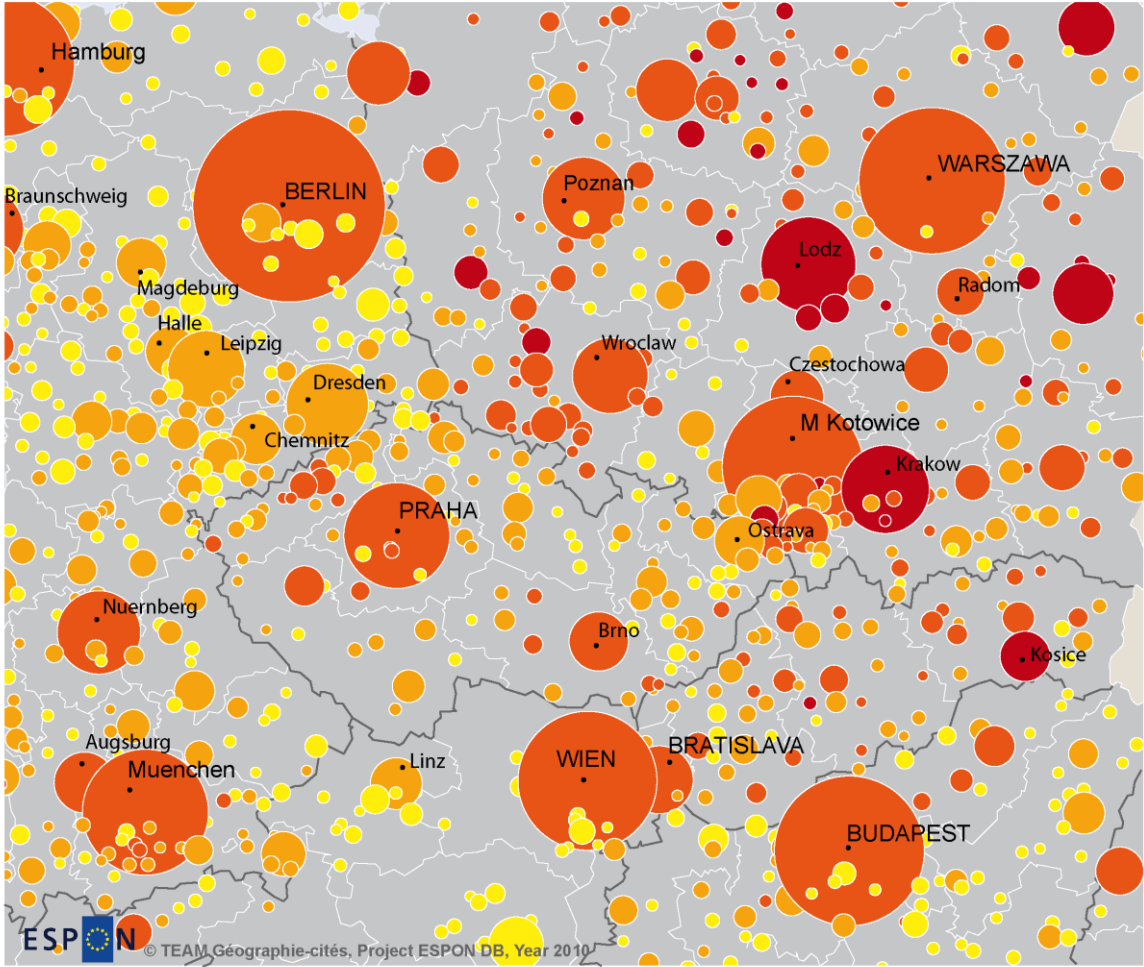 Hamburg
BERLIN
WARSZAWA
Poznan
Braunschweig
Lodz
Magdeburg
Radom
Halle
Leipzig
Wroclaw
Czestochowa
Dresden
Chemnitz
M Kotowice
Krakow
PRAHA
Ostrava
Nuernberg
Brno
Kosice
Augsburg
Muenchen
Linz
WIEN
BRATISLAVA
BUDAPEST
ESPON
© TEAM Géographie-cités, Project ESPON DB, Year 2010